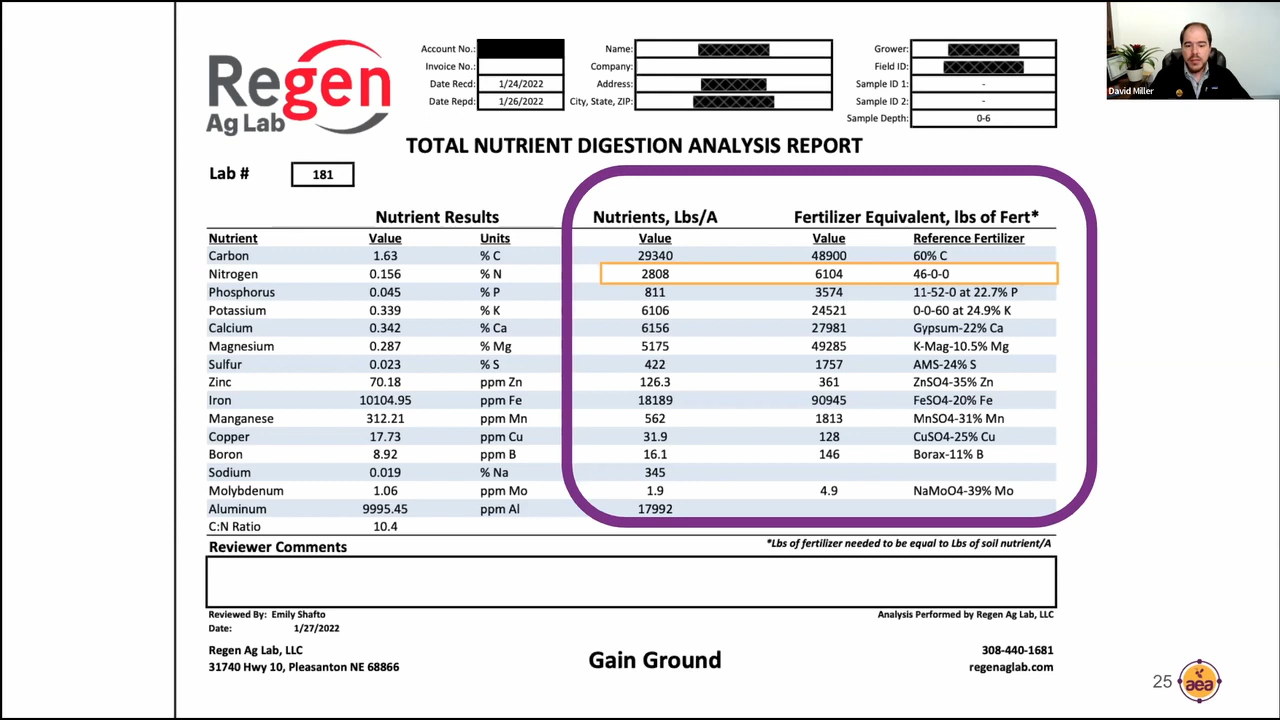 Regen
Ag Lab
Account No.:
Invoice No.:
Date Recd: 1/24/2022
Date Repd: 1/26/2022
Name:
Company:
Address:
City, State, ZIP:
Grower:
Field ID:
Sample ID 1: -
Sample ID 2: -
Sample Depth: 0-6
David Miller
TOTAL NUTRIENT DIGESTION ANALYSIS REPORT
Lab # 181
Nutrient Results Nutrients, Lbs/A Fertilizer Equivalent, lbs of Fert*
Nutrient Value Units Value Value Reference Fertilizer
Carbon 1.63 % C 29340 48900 60% C
Nitrogen 0.156 % N 2808 6104 46-0-0
Phosphorus 0.045 % P 811 3574 11-52-0 at 22.7% P
Potassium 0.339 % K 6106 24521 0-0-60 at 24.9% K
Calcium 0.342 % Ca 6156 27981 Gypsum-22% Ca
Magnesium 0.287 % Mg 5175 49285 K-Mag-10.5% Mg
Sulfur 0.023 % S 422 1757 AMS-24% S
Zinc 70.18 ppm Zn 126.3 361 ZnSO4-35% Zn
Iron 10104.95 ppm Fe 18189 90945 FeSO4-20% Fe
Manganese 312.21 ppm Mn 562 1813 MnSO4-31% Mn
Copper 17.73 ppm Cu 31.9 128 CuSO4-25% Cu
Boron 8.92 ppm B 16.1 146 Borax-11% B
Sodium 0.019 % Na 345
Molybdenum 1.06 ppm Mo 1.9 4.9 NaMoO4-39% Mo
Aluminum 9995.45 ppm Al 17992
C:N Ratio 10.4
Reviewer Comments *Lbs of fertilizer needed to be equal to Lbs of soil nutrient/A
Reviewed By: Emily Shafto Analysis Performed by Regen Ag Lab, LLC
Date: 1/27/2022
Regen Ag Lab, LLC
31740 Hwy 10, Pleasanton NE 68866
Gain Ground
308-440-1681
regenaglab.com
25
aea